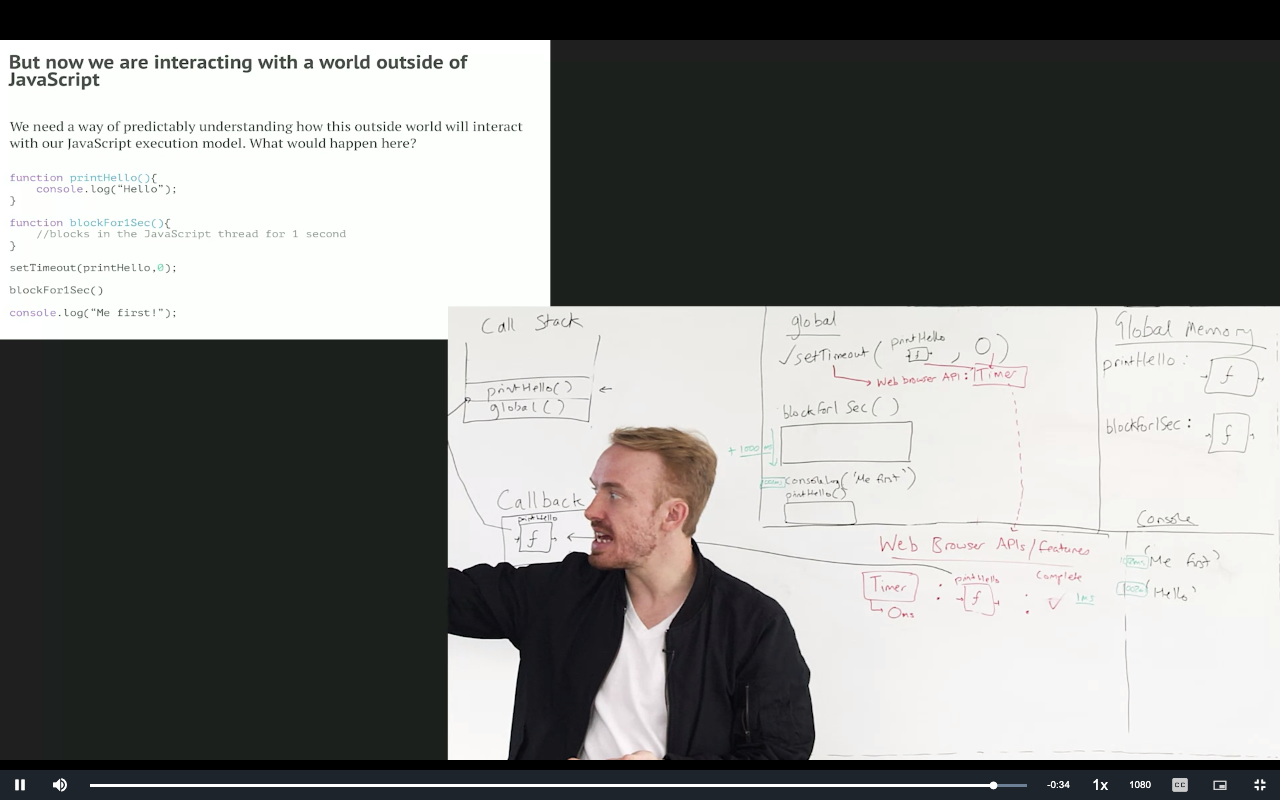 But now we are interacting with a world outside of
JavaScript
We need a way of predictably understanding how this outside world will interact
with our JavaScript execution model. What would happen here?
function printHello(){
console.log(“Hello”);
}
function blockFor1Sec(){
//blocks in the JavaScript thread for 1 second
}
setTimeout(printHello,0);
blockFor1Sec()
console.log(“Me first!”);
Call Stack
printHello()
global()
Callback
printHello
f
global
✓setTimeout( printHello f , 0)
Web browser API: Timer
blockfor1Sec()
+ 1000 ms
console.log('Me first')
printHello()
Global Memory
printHello: f
blockfor1Sec: f
Web Browser APIs/features
Timer : printHello f : Complete ✓ 1ms
0ms
Console
'Me first'
'Hello'
-0:34
1x
1080
CC